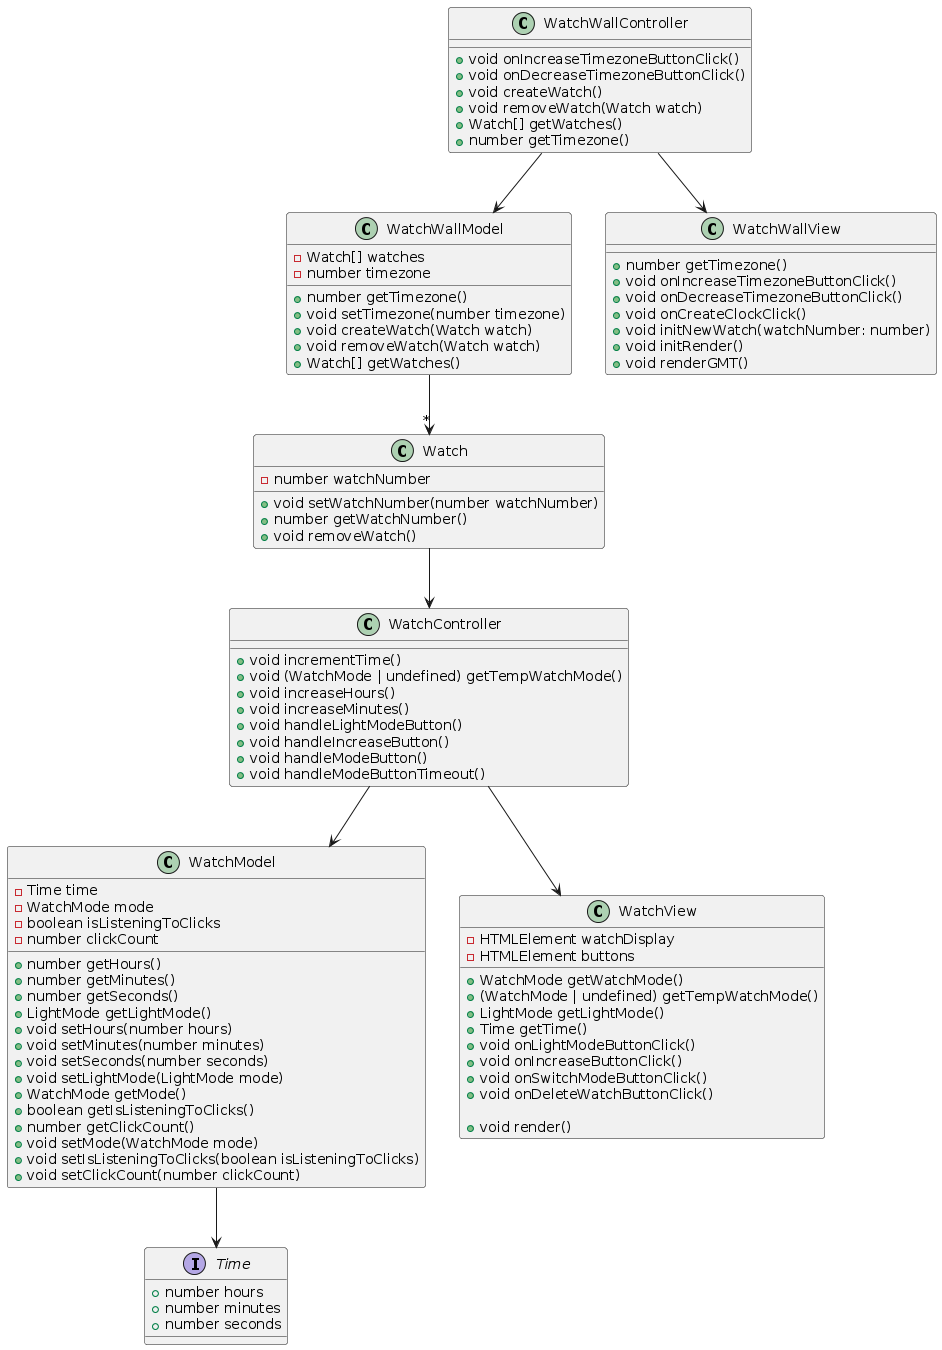 C WatchWallController
void onIncreaseTimezoneButtonClick()
void onDecreaseTimezoneButtonClick()
void createWatch()
void removeWatch(Watch watch)
Watch[] getWatches()
number getTimezone()
C WatchWallModel
Watch[] watches
number timezone
number getTimezone()
void setTimezone(number timezone)
void createWatch(Watch watch)
void removeWatch(Watch watch)
Watch[] getWatches()
C WatchWallView
number getTimezone()
void onIncreaseTimezoneButtonClick()
void onDecreaseTimezoneButtonClick()
void onCreateClockClick()
void initNewWatch(watchNumber: number)
void initRender()
void renderGMT()
*
C Watch
number watchNumber
void setWatchNumber(number watchNumber)
number getWatchNumber()
void removeWatch()
C WatchController
void incrementTime()
void (WatchMode | undefined) getTempWatchMode()
void increaseHours()
void increaseMinutes()
void handleLightModeButton()
void handleIncreaseButton()
void handleModeButton()
void handleModeButtonTimeout()
C WatchModel
Time time
WatchMode mode
boolean isListeningToClicks
number clickCount
number getHours()
number getMinutes()
number getSeconds()
LightMode getLightMode()
void setHours(number hours)
void setMinutes(number minutes)
void setSeconds(number seconds)
void setLightMode(LightMode mode)
WatchMode getMode()
boolean getIsListeningToClicks()
number getClickCount()
void setMode(WatchMode mode)
void setIsListeningToClicks(boolean isListeningToClicks)
void setClickCount(number clickCount)
C WatchView
HTMLElement watchDisplay
HTMLElement buttons
WatchMode getWatchMode()
(WatchMode | undefined) getTempWatchMode()
LightMode getLightMode()
Time getTime()
void onLightModeButtonClick()
void onIncreaseButtonClick()
void onSwitchModeButtonClick()
void onDeleteWatchButtonClick()
void render()
I Time
number hours
number minutes
number seconds